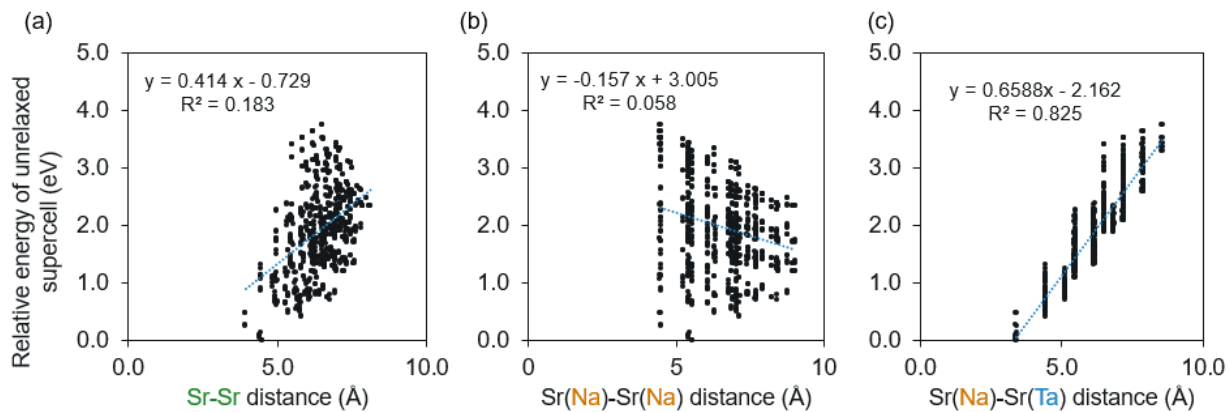 (a)
(b)
(c)
Relative energy of unrelaxed
supercell (eV)
5.0
4.0
3.0
2.0
1.0
0.0
y = 0.414 x - 0.729
R² = 0.183
0.0
5.0
10.0
Sr-Sr distance (Å)
5.0
4.0
3.0
2.0
1.0
0.0
y = -0.157 x + 3.005
R² = 0.058
0
5
10
Sr(Na)-Sr(Na) distance (Å)
5.0
4.0
3.0
2.0
1.0
0.0
y = 0.6588x - 2.162
R² = 0.825
0.0
5.0
10.0
Sr(Na)-Sr(Ta) distance (Å)